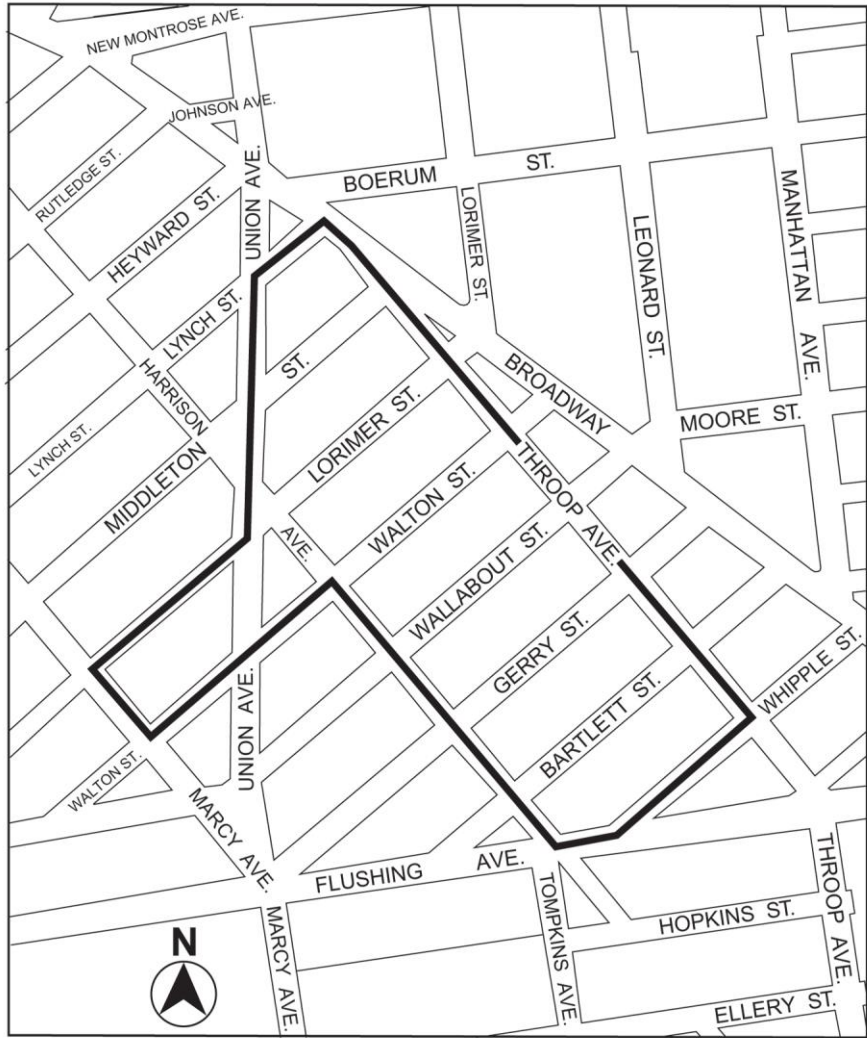 NEW MONTROSE AVE.
JOHNSON AVE.
RUTLEDGE ST.
HEYWARD ST.
UNION AVE.
BOERUM ST.
LORIMER ST.
LEONARD ST.
MANHATTAN AVE.
LYNCH ST.
HARRISON AVE.
LYNCH ST.
MIDDLETON ST.
LORIMER ST.
BROADWAY
MOORE ST.
WALTON ST.
THROOP AVE.
WALLABOUT ST.
GERRY ST.
BARTLETT ST.
WHIPPLE ST.
UNION AVE.
WALTON ST.
MARCY AVE.
FLUSHING AVE.
MARCY AVE.
TOMPKINS AVE.
HOPKINS ST.
THROOP AVE.
ELLERY ST.
N